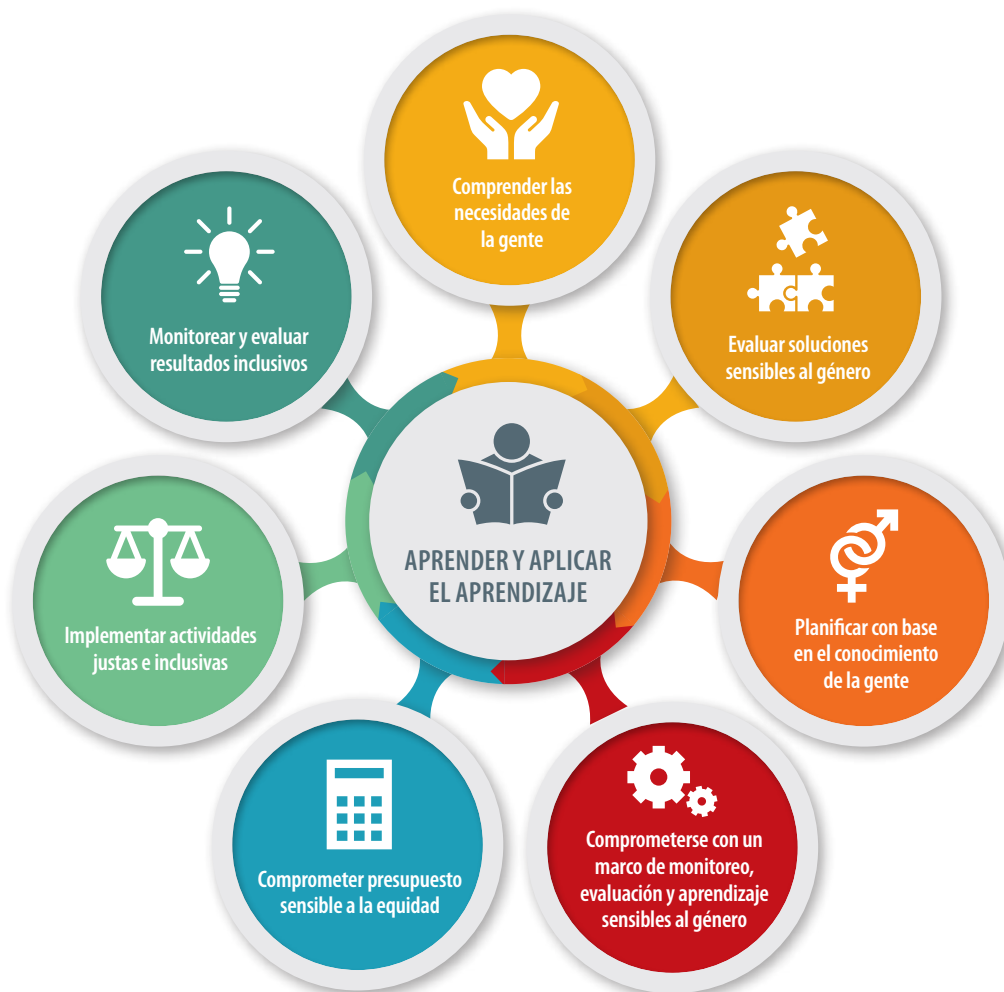 Comprender las
necesidades de
la gente
Evaluar soluciones
sensibles al género
Planificar con base
en el conocimiento
de la gente
Comprometerse con un
marco de monitoreo,
evaluación y aprendizaje
sensibles al género
Comprometer presupuesto
sensible a la equidad
Implementar actividades
justas e inclusivas
Monitorear y evaluar
resultados inclusivos
APRENDER Y APLICAR
EL APRENDIZAJE